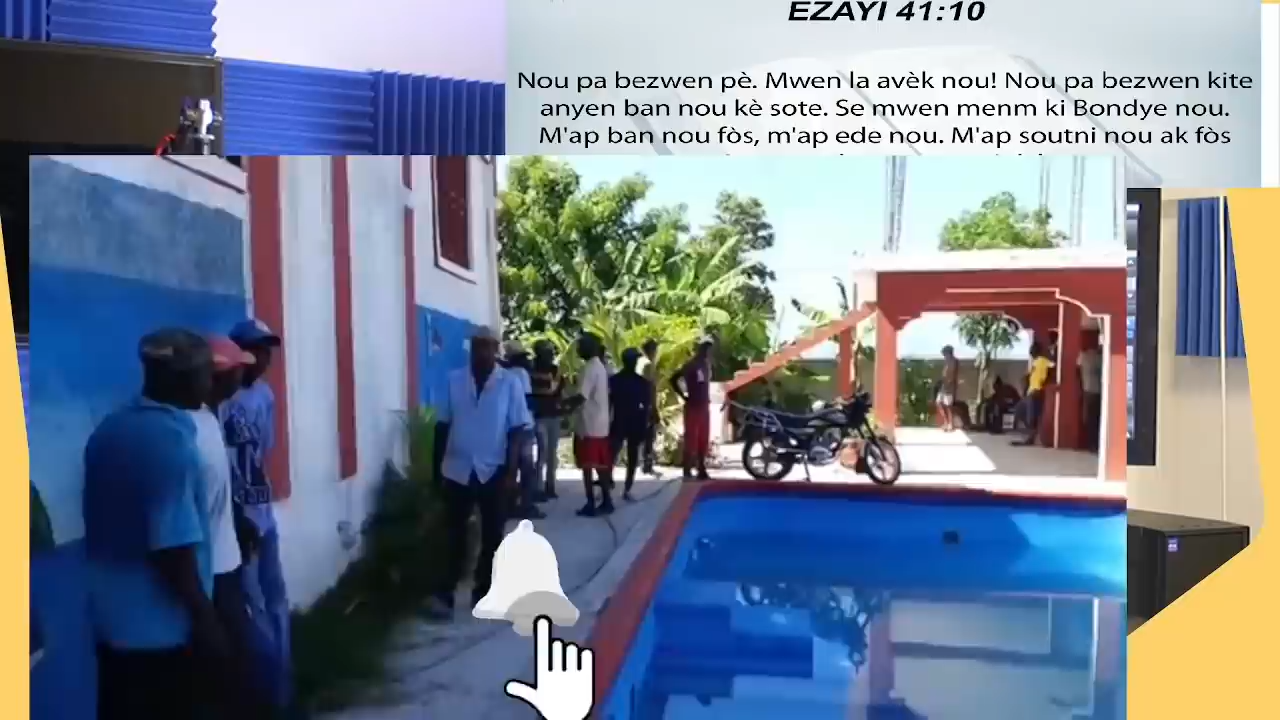 EZAYI 41:10
Nou pa bezwen pè. Mwen la avèk nou! Nou pa bezwen kite
anyen ban nou kè sote. Se mwen menm ki Bondye nou.
M'ap ban nou fòs, m'ap ede nou. M'ap soutni nou ak fòs